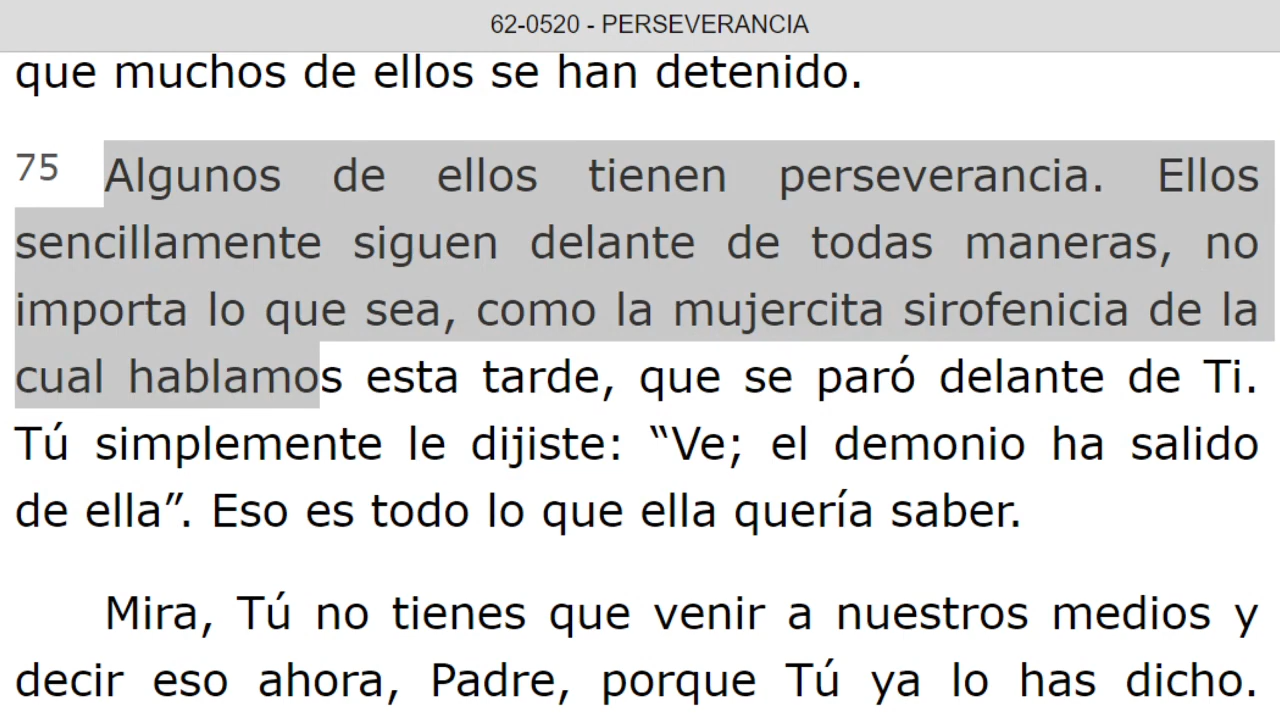 62-0520 - PERSEVERANCIA
que muchos de ellos se han detenido.
75 Algunos de ellos tienen perseverancia. Ellos
sencillamente siguen delante de todas maneras, no
importa lo que sea, como la mujercita sirofenicia de la
cual hablamos esta tarde, que se paró delante de Ti.
Tú simplemente le dijiste: “Ve; el demonio ha salido
de ella”. Eso es todo lo que ella quería saber.
Mira, Tú no tienes que venir a nuestros medios y
decir eso ahora, Padre, porque Tú ya lo has dicho.